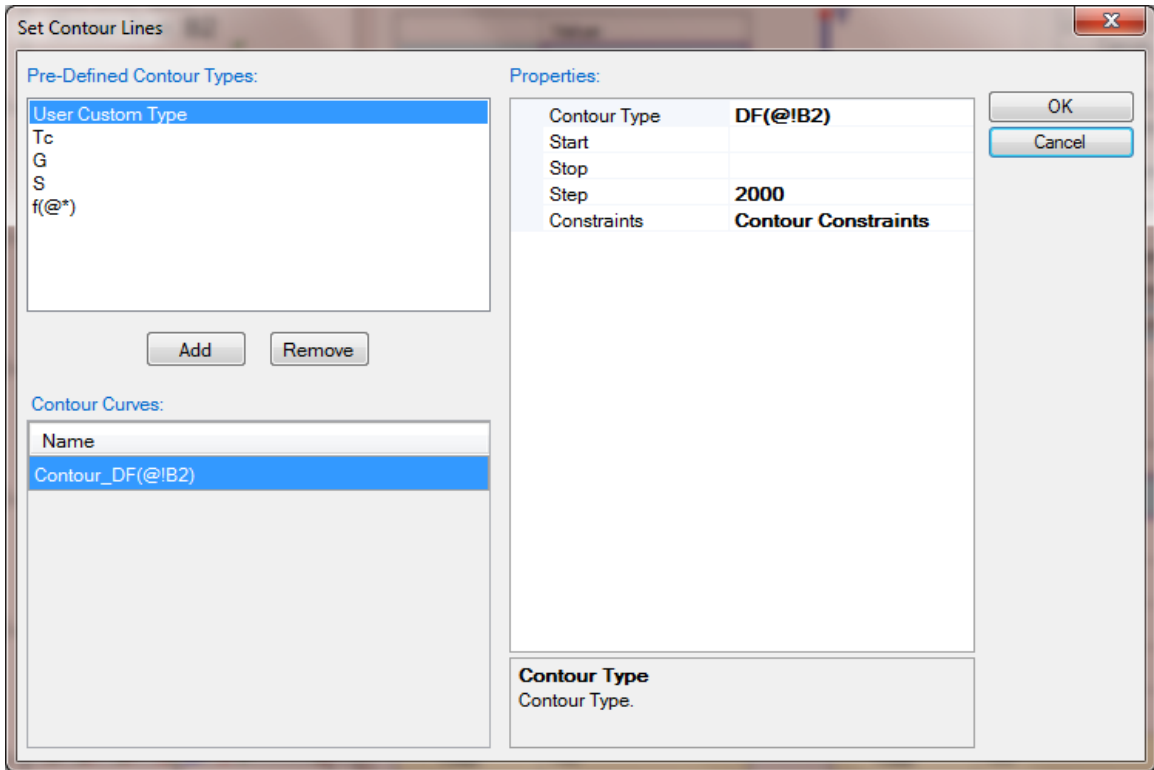 Set Contour Lines
Pre-Defined Contour Types:
User Custom Type
Tc
G
S
f(@*)
Add
Remove
Contour Curves:
Name
Contour_DF(@!B2)
Properties:
Contour Type DF(@!B2)
Start
Stop
Step 2000
Constraints Contour Constraints
Contour Type
Contour Type.
OK
Cancel